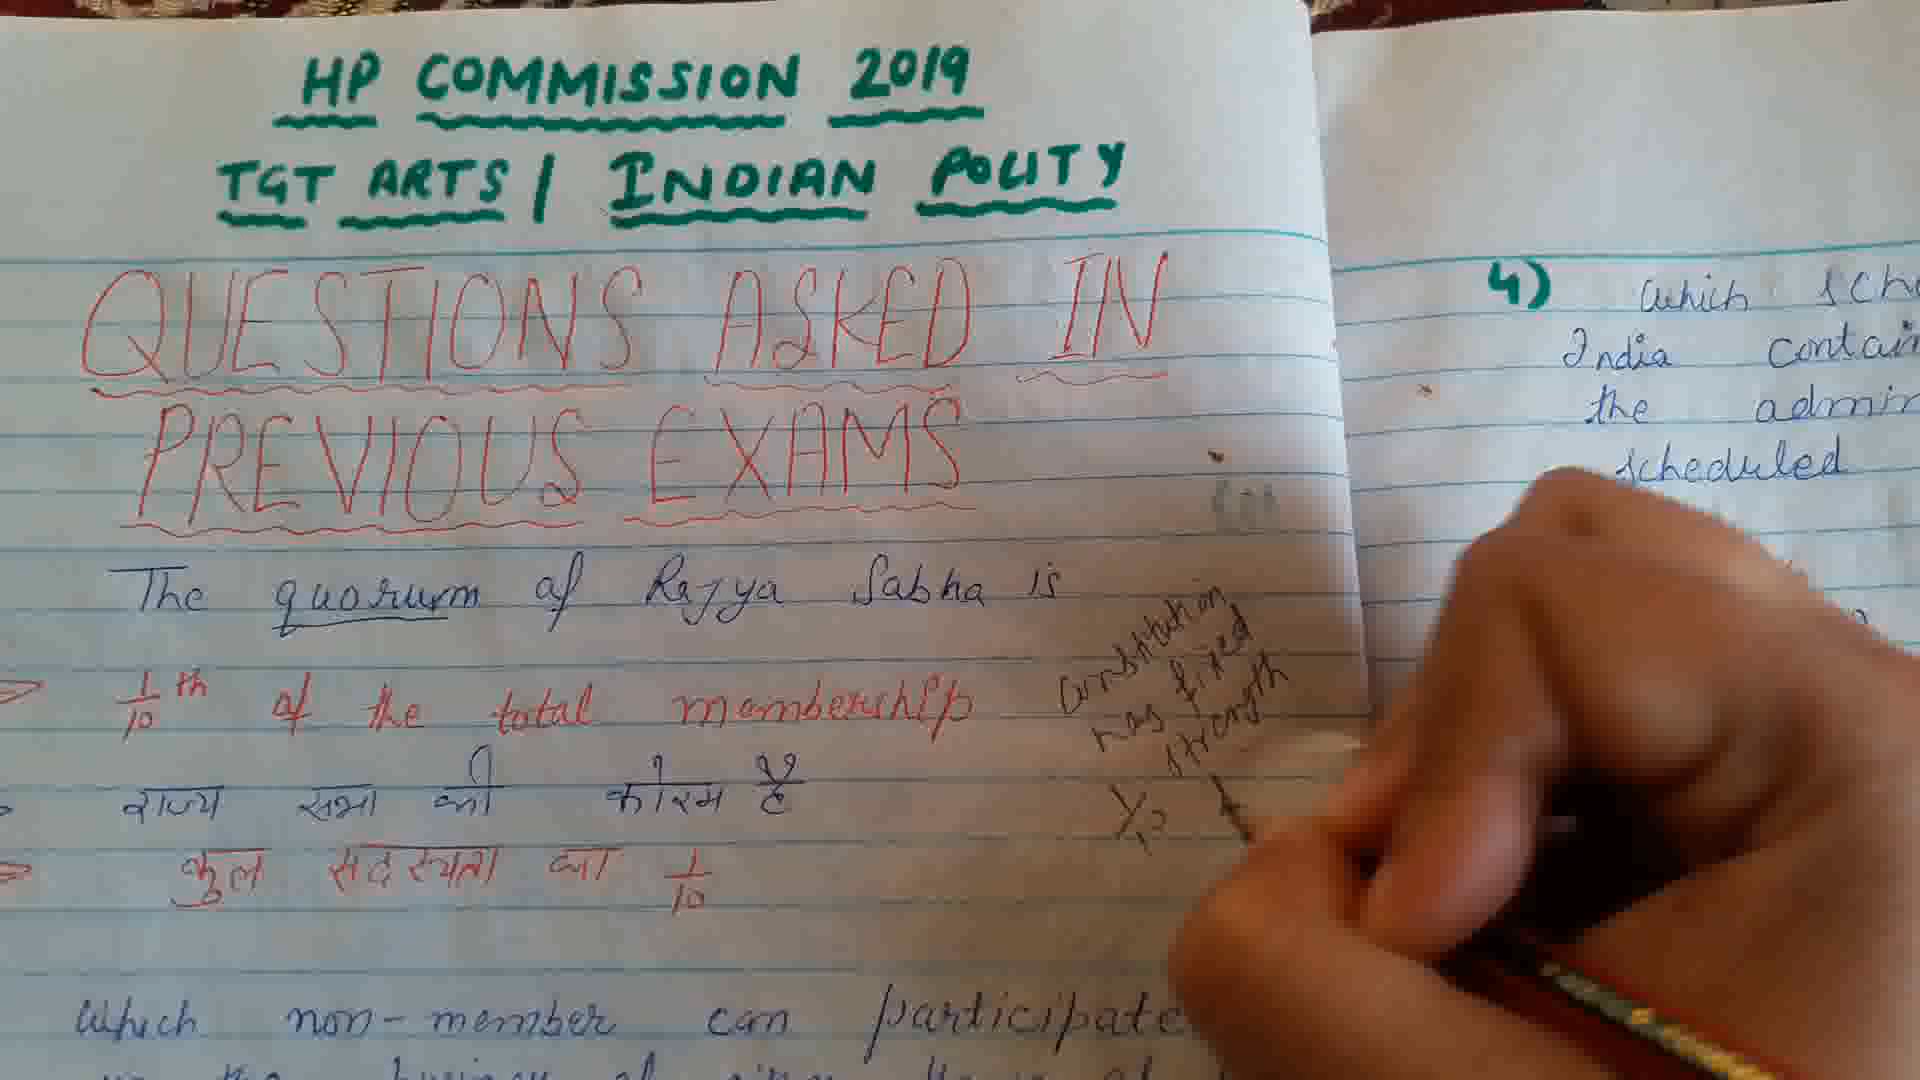 HP COMMISSION 2019
TGT ARTS / INDIAN POLITY
QUESTIONS ASKED IN
PREVIOUS EXAMS
The quorum of Rajya Sabha is
1/10 th of the total membership
राज्य सभा की कोरम है
कुल सदस्यता का 1/10
constitution
has fixed
strength
1/10
Which non-member can participate
4) Which
India
the
scheduled